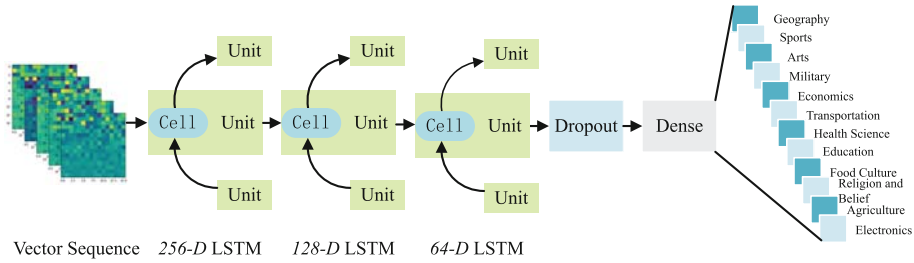 Unit
Unit
Unit
Cell
Unit
Cell
Unit
Cell
Unit
Dropout
Dense
Unit
Unit
Unit
Vector Sequence
256-D LSTM
128-D LSTM
64-D LSTM
Geography
Sports
Arts
Military
Economics
Transportation
Health Science
Education
Food Culture
Religion and
Belief
Agriculture
Electronics